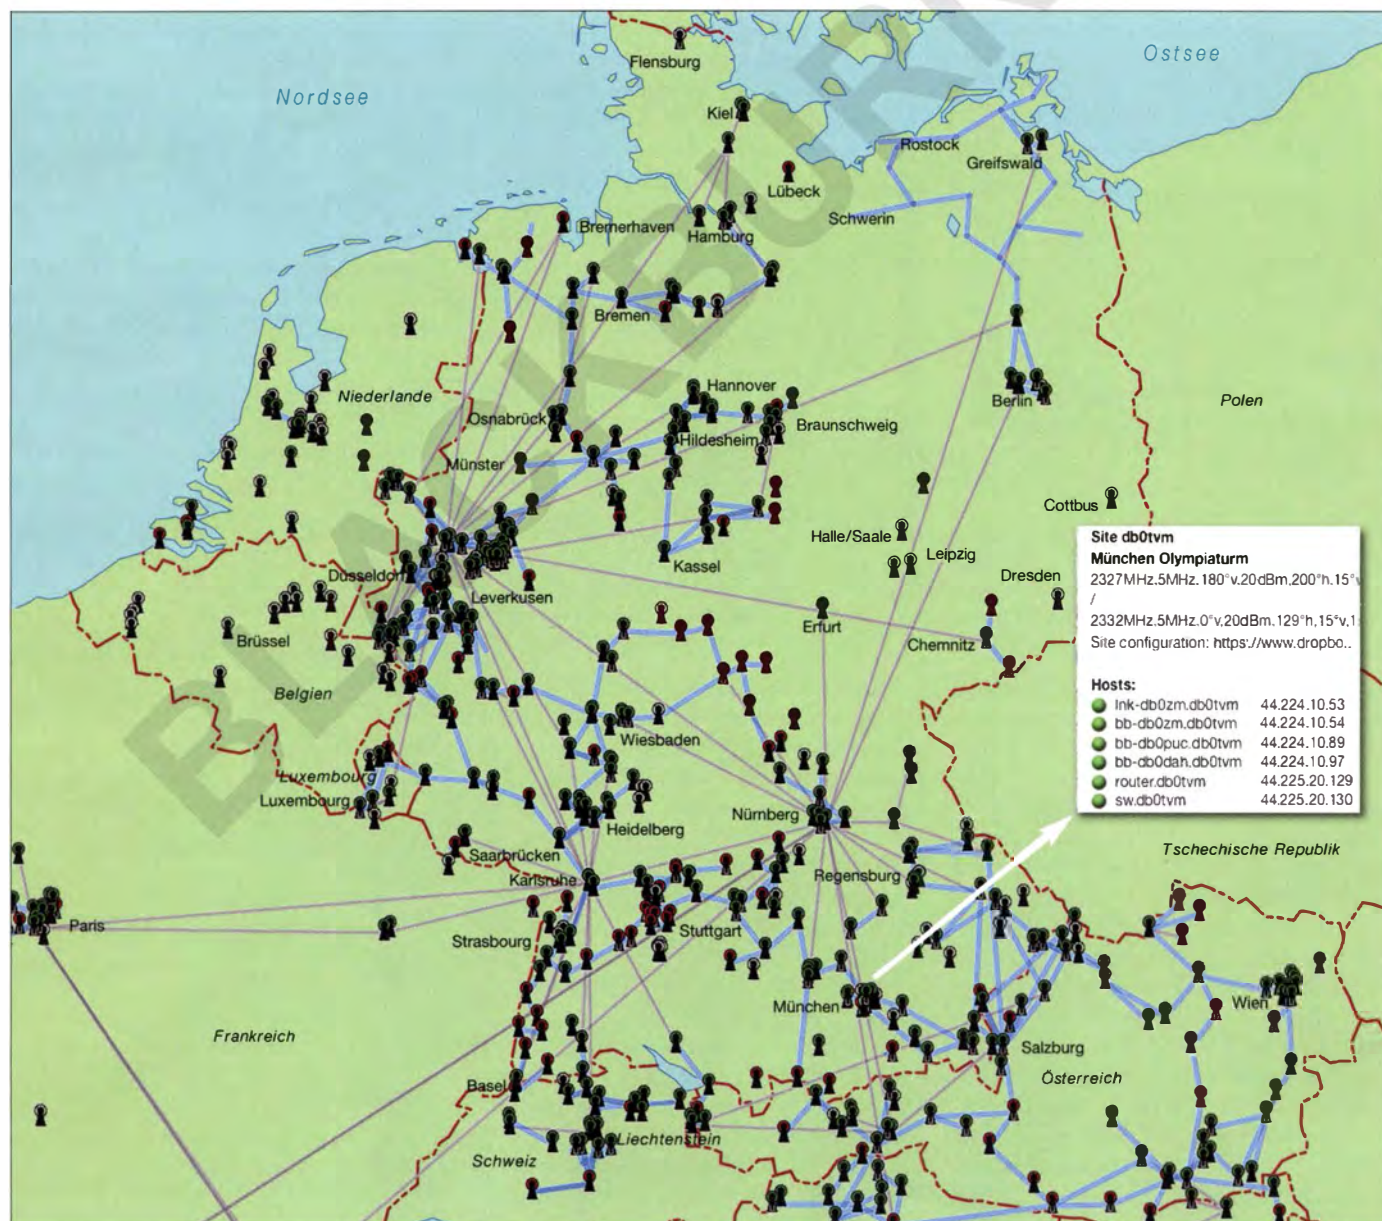 Nordsee
Ostsee
Flensburg
Kiel
Rostock
Greifswald
Lübeck
Schwerin
Bremerhaven
Hamburg
Bremen
Niederlande
Hannover
Berlin
Polen
Osnabrück
Braunschweig
Hildesheim
Münster
Cottbus
Halle/Saale
Leipzig
Kassel
Düsseldorf
Dresden
Leverkusen
Erfurt
Brüssel
Chemnitz
Belgien
Wiesbaden
Luxembourg
Luxembourg
Nürnberg
Heidelberg
Saarbrücken
Karlsruhe
Regensburg
Tschechische Republik
Paris
Strasbourg
Stuttgart
München
Wien
Frankreich
Salzburg
Österreich
Basel
Liechtenstein
Schweiz
Site db0tvm
München Olympiaturm
2327MHz.5MHz.180°v.20dBm.200°h.15°v
/
2332MHz.5MHz.0°v.20dBm.129°h.15°v.1
Site configuration: https://www.dropbo..
Hosts:
lnk-db0zm.db0tvm 44.224.10.53
bb-db0zm.db0tvm 44.224.10.54
bb-db0puc.db0tvm 44.224.10.89
bb-db0dah.db0tvm 44.224.10.97
router.db0tvm 44.225.20.129
sw.db0tvm 44.225.20.130